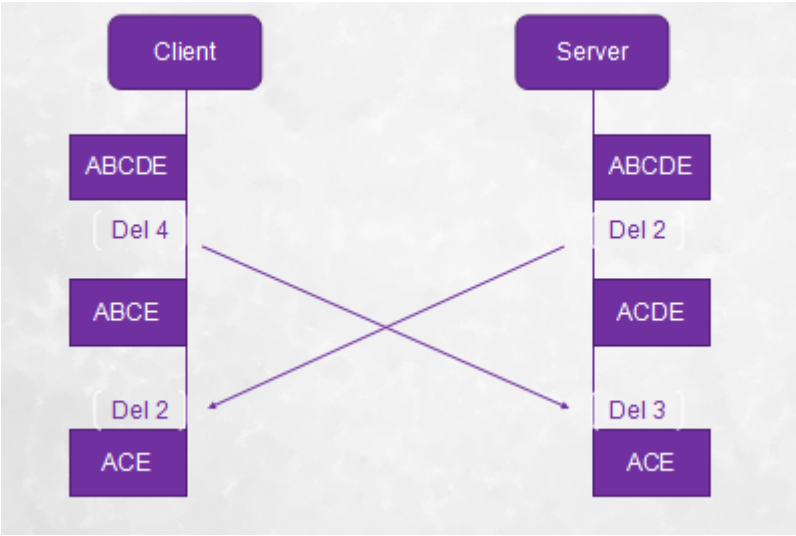 Client
Server
ABCDE
ABCDE
Del 4
Del 2
ABCE
ACDE
Del 2
Del 3
ACE
ACE